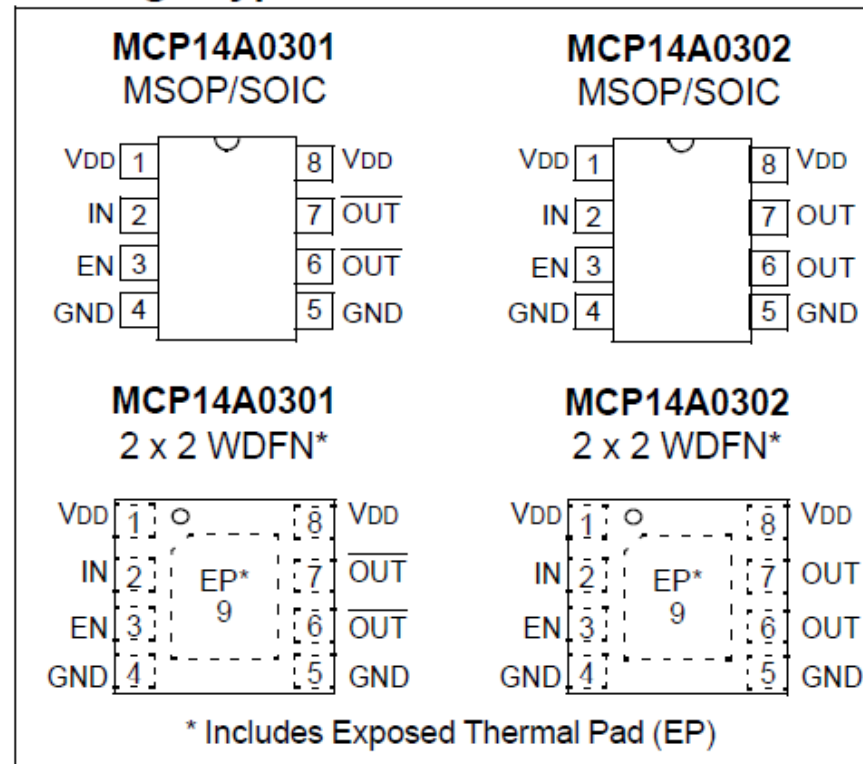 MCP14A0301
MSOP/SOIC
VDD 1 8 VDD
IN 2 7 OUT
EN 3 6 OUT
GND 4 5 GND
MCP14A0302
MSOP/SOIC
VDD 1 8 VDD
IN 2 7 OUT
EN 3 6 OUT
GND 4 5 GND
MCP14A0301
2 x 2 WDFN*
VDD 1 8 VDD
IN 2 EP* 7 OUT
9
EN 3 6 OUT
GND 4 5 GND
MCP14A0302
2 x 2 WDFN*
VDD 1 8 VDD
IN 2 EP* 7 OUT
9
EN 3 6 OUT
GND 4 5 GND
* Includes Exposed Thermal Pad (EP)